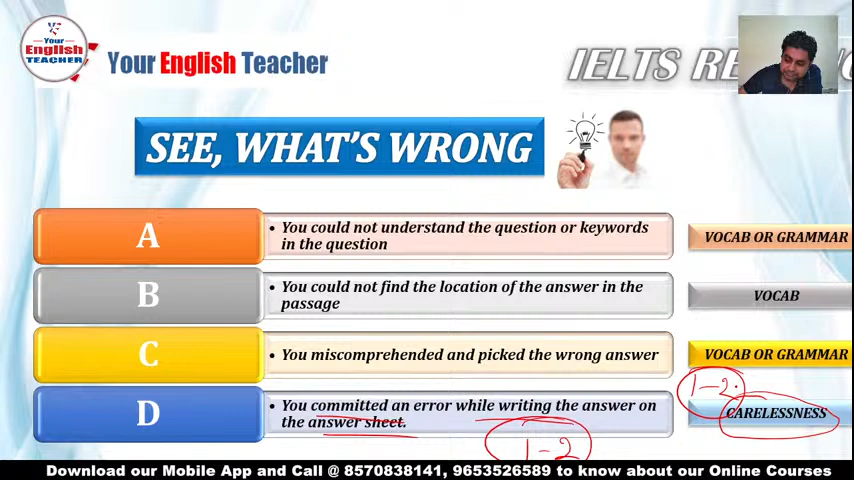 Your
English
TEACHER
Your English Teacher
IELTS RE
SEE, WHAT'S WRONG
A
• You could not understand the question or keywords
in the question
VOCAB OR GRAMMAR
B
• You could not find the location of the answer in the
passage
VOCAB
C
• You miscomprehended and picked the wrong answer
VOCAB OR GRAMMAR
D
• You committed an error while writing the answer on
the answer sheet.
1-2
1-2
CARELESSNESS
Download our Mobile App and Call @ 8570838141, 9653526589 to know about our Online Courses